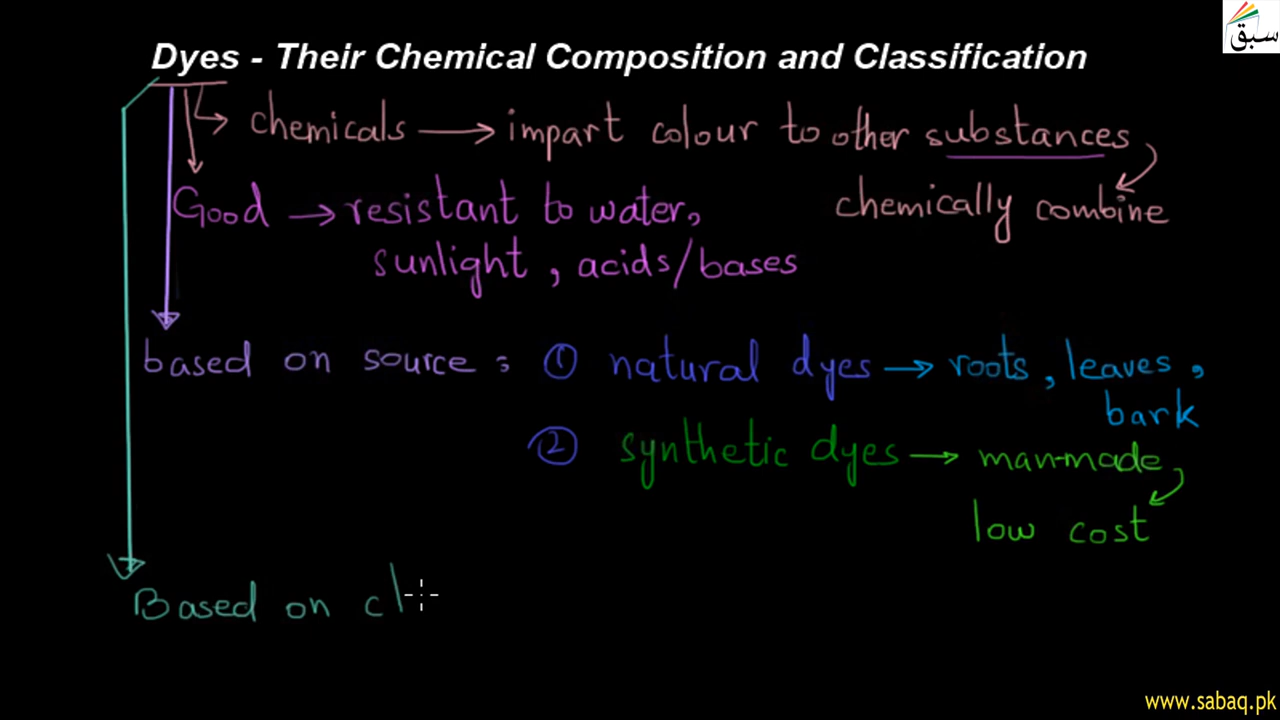 سبق
Dyes - Their Chemical Composition and Classification
chemicals → impart colour to other substances
chemically combine
Good → resistant to water,
sunlight, acids/bases
based on source : ① natural dyes → roots, leaves,
bark
② synthetic dyes → man-made
low cost
Based on ch
www.sabaq.pk